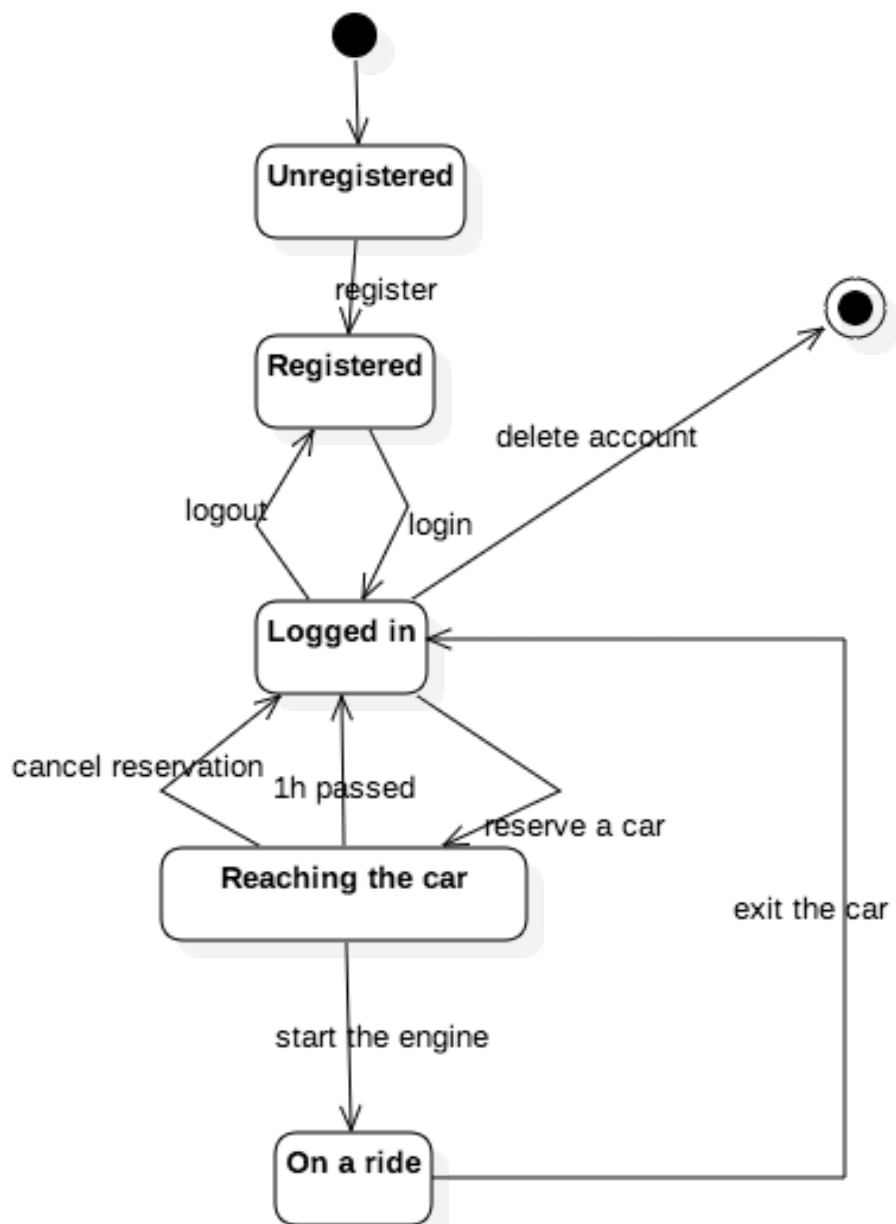 Unregistered
register
Registered
delete account
logout
login
Logged in
cancel reservation
1h passed
reserve a car
Reaching the car
exit the car
start the engine
On a ride